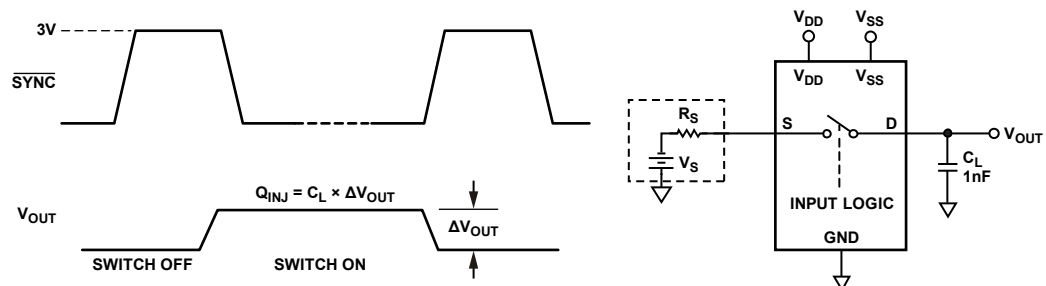 3V
SYNC
Q_INJ = C_L × ΔV_OUT
V_OUT
ΔV_OUT
SWITCH OFF
SWITCH ON
V_DD
V_SS
V_DD
V_SS
R_S
S
D
V_OUT
V_S
C_L
1nF
INPUT LOGIC
GND